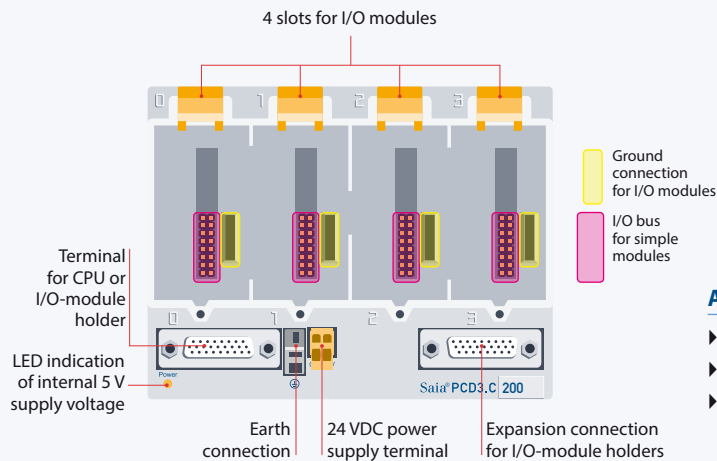 4 slots for I/O modules
0 1 2 3
Ground
connection
for I/O modules
I/O bus
for simple
modules
Terminal
for CPU or
I/O-module
holder
0 1 2 3
A
LED indication
of internal 5 V
supply voltage
Power
Saia® PCD3.C 200
Earth
connection
24 VDC power
supply terminal
Expansion connection
for I/O-module holders